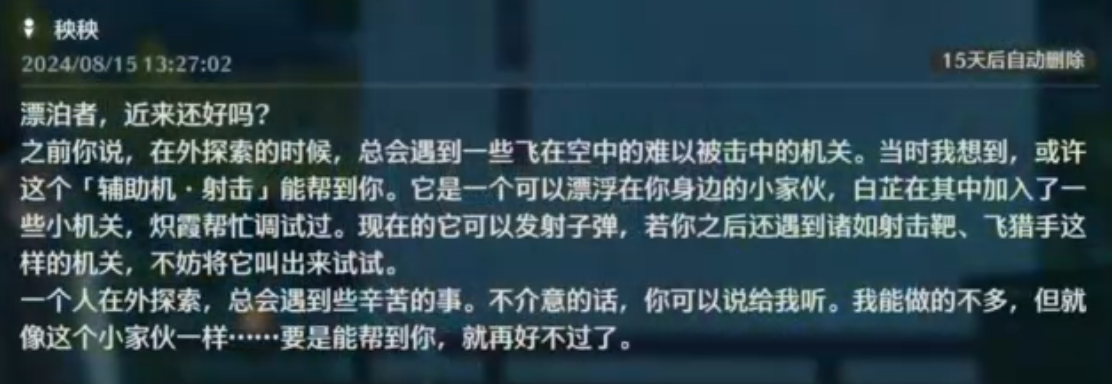 秧秧
2024/08/15 13:27:02
15天后自动删除
漂泊者，近来还好吗？
之前你说，在外探索的时候，总会遇到一些飞在空中的难以被击中的机关。当时我想到，或许
这个「辅助机·射击」能帮到你。它是一个可以漂浮在你身边的小家伙，白芷在其中加入了一
些小机关，炽霞帮忙调试过。现在的它可以发射子弹，若你之后还遇到诸如射击靶、飞猎手这
样的机关，不妨将它叫出来试试。
一个人在外探索，总会遇到些辛苦的事。不介意的话，你可以说给我听。我能做的不多，但就
像这个小家伙一样……要是能帮到你，就再好不过了。